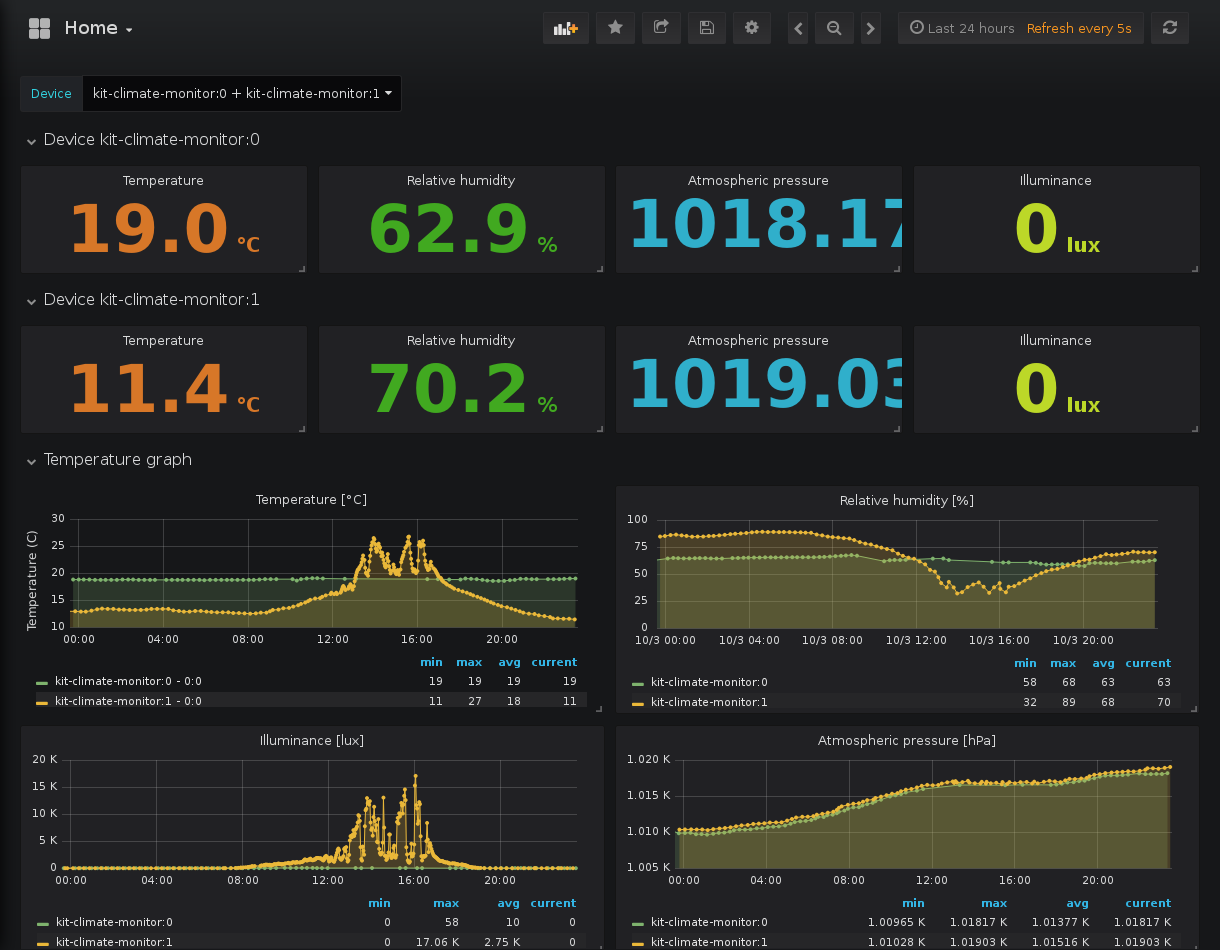 Home
Last 24 hours Refresh every 5s
Device kit-climate-monitor:0 + kit-climate-monitor:1
Device kit-climate-monitor:0
Temperature Relative humidity Atmospheric pressure Illuminance
19.0 °C 62.9 % 1018.17 0 lux
Device kit-climate-monitor:1
Temperature Relative humidity Atmospheric pressure Illuminance
11.4 °C 70.2 % 1019.03 0 lux
Temperature graph
Temperature [°C]
Temperature (C)
30
25
20
15
10
00:00 04:00 08:00 12:00 16:00 20:00
min max avg current
kit-climate-monitor:0 - 0:0 19 19 19 19
kit-climate-monitor:1 - 0:0 11 27 18 11
Relative humidity [%]
100
75
50
25
0
10/3 00:00 10/3 04:00 10/3 08:00 10/3 12:00 10/3 16:00 10/3 20:00
min max avg current
kit-climate-monitor:0 58 68 63 63
kit-climate-monitor:1 32 89 68 70
Illuminance [lux]
20 K
15 K
10 K
5 K
0
00:00 04:00 08:00 12:00 16:00 20:00
min max avg current
kit-climate-monitor:0 0 58 10 0
kit-climate-monitor:1 0 17.06 K 2.75 K 0
Atmospheric pressure [hPa]
1.020 K
1.015 K
1.010 K
1.005 K
00:00 04:00 08:00 12:00 16:00 20:00
min max avg current
kit-climate-monitor:0 1.00965 K 1.01817 K 1.01377 K 1.01817 K
kit-climate-monitor:1 1.01028 K 1.01903 K 1.01516 K 1.01903 K